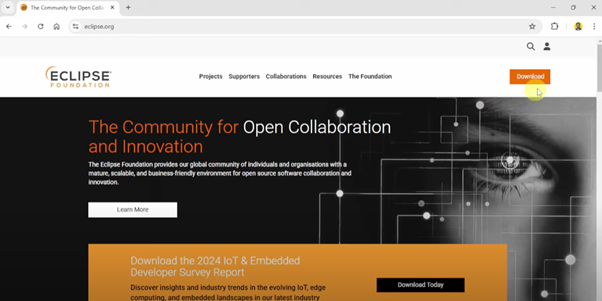 The Community for Open Collab
eclipse.org
ECLIPSE
FOUNDATION
Projects Supporters Collaborations Resources The Foundation
Download
The Community for Open Collaboration
and Innovation
The Eclipse Foundation provides our global community of individuals and organisations with a
mature, scalable, and business-friendly environment for open source software collaboration and
innovation.
Learn More
Download the 2024 IoT & Embedded
Developer Survey Report
Discover insights and industry trends in the evolving IoT, edge
computing, and embedded landscapes in our latest industry
Download Today